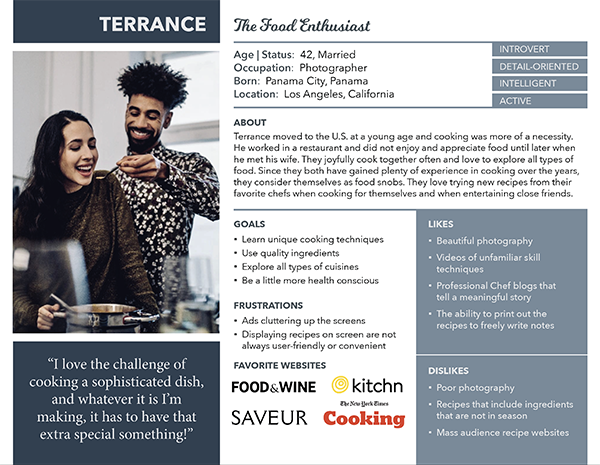 TERRANCE
The Food Enthusiast
Age | Status: 42, Married
Occupation: Photographer
Born: Panama City, Panama
Location: Los Angeles, California
INTROVERT
DETAIL-ORIENTED
INTELLIGENT
ACTIVE
ABOUT
Terrance moved to the U.S. at a young age and cooking was more of a necessity.
He worked in a restaurant and did not enjoy and appreciate food until later when
he met his wife. They joyfully cook together often and love to explore all types of
food. Since they both have gained plenty of experience in cooking over the years,
they consider themselves as food snobs. They love trying new recipes from their
favorite chefs when cooking for themselves and when entertaining close friends.
GOALS
• Learn unique cooking techniques
• Use quality ingredients
• Explore all types of cuisines
• Be a little more health conscious
FRUSTRATIONS
• Ads cluttering up the screens
• Displaying recipes on screen are not
always user-friendly or convenient
FAVORITE WEBSITES
FOOD&WINE
kitchn
SAVEUR
The New York Times
Cooking
LIKES
• Beautiful photography
• Videos of unfamiliar skill
techniques
• Professional Chef blogs that
tell a meaningful story
• The ability to print out the
recipes to freely write notes
DISLIKES
• Poor photography
• Recipes that include ingredients
that are not in season
• Mass audience recipe websites
“I love the challenge of
cooking a sophisticated dish,
and whatever it is I’m
making, it has to have that
extra special something!”